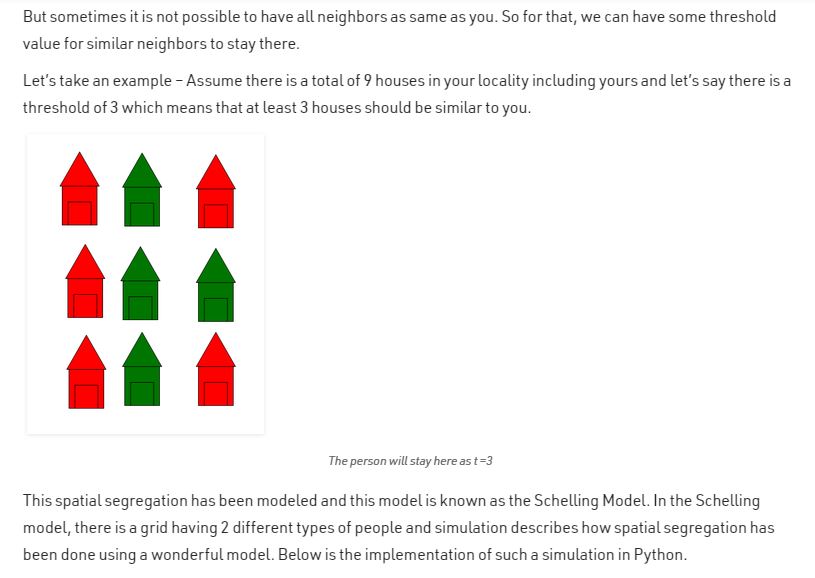 But sometimes it is not possible to have all neighbors as same as you. So for that, we can have some threshold
value for similar neighbors to stay there.
Let's take an example – Assume there is a total of 9 houses in your locality including yours and let's say there is a
threshold of 3 which means that at least 3 houses should be similar to you.
The person will stay here as t =3
This spatial segregation has been modeled and this model is known as the Schelling Model. In the Schelling
model, there is a grid having 2 different types of people and simulation describes how spatial segregation has
been done using a wonderful model. Below is the implementation of such a simulation in Python.